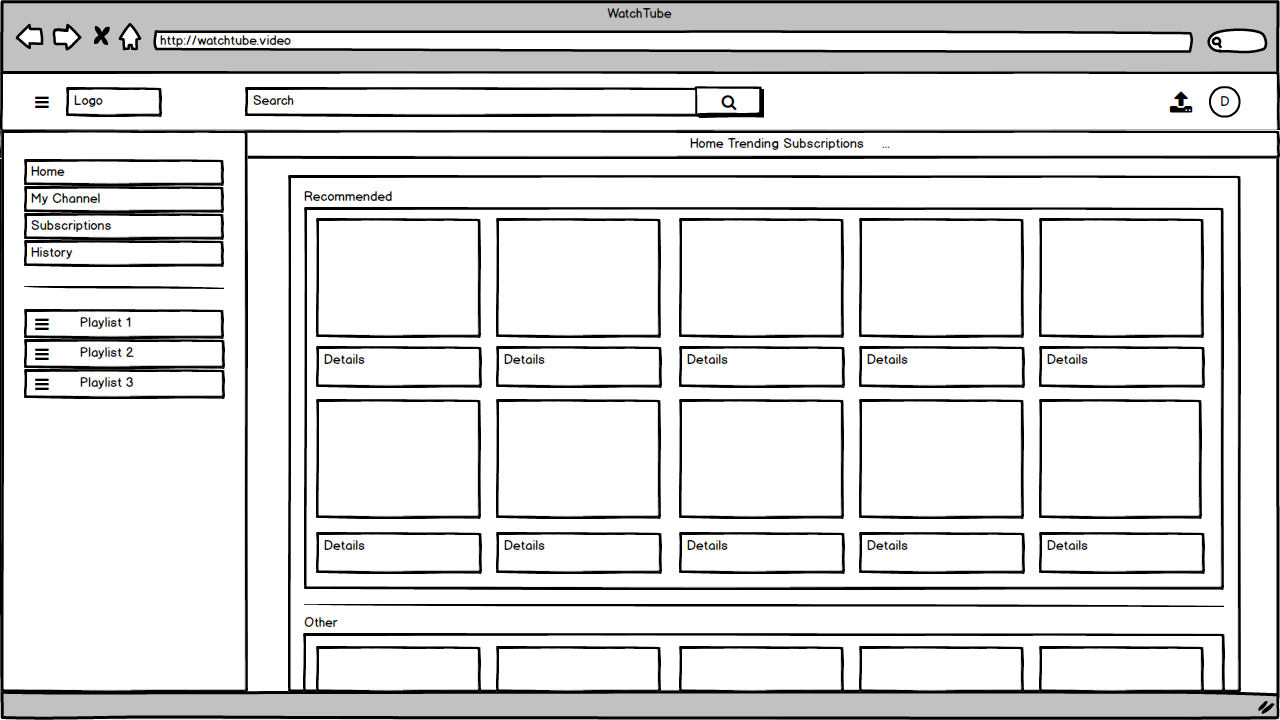 WatchTube
http://watchtube.video
Logo
Search
D
Home Trending Subscriptions ...
Home
My Channel
Subscriptions
History
Playlist 1
Playlist 2
Playlist 3
Recommended
Details Details Details Details Details
Details Details Details Details Details
Other